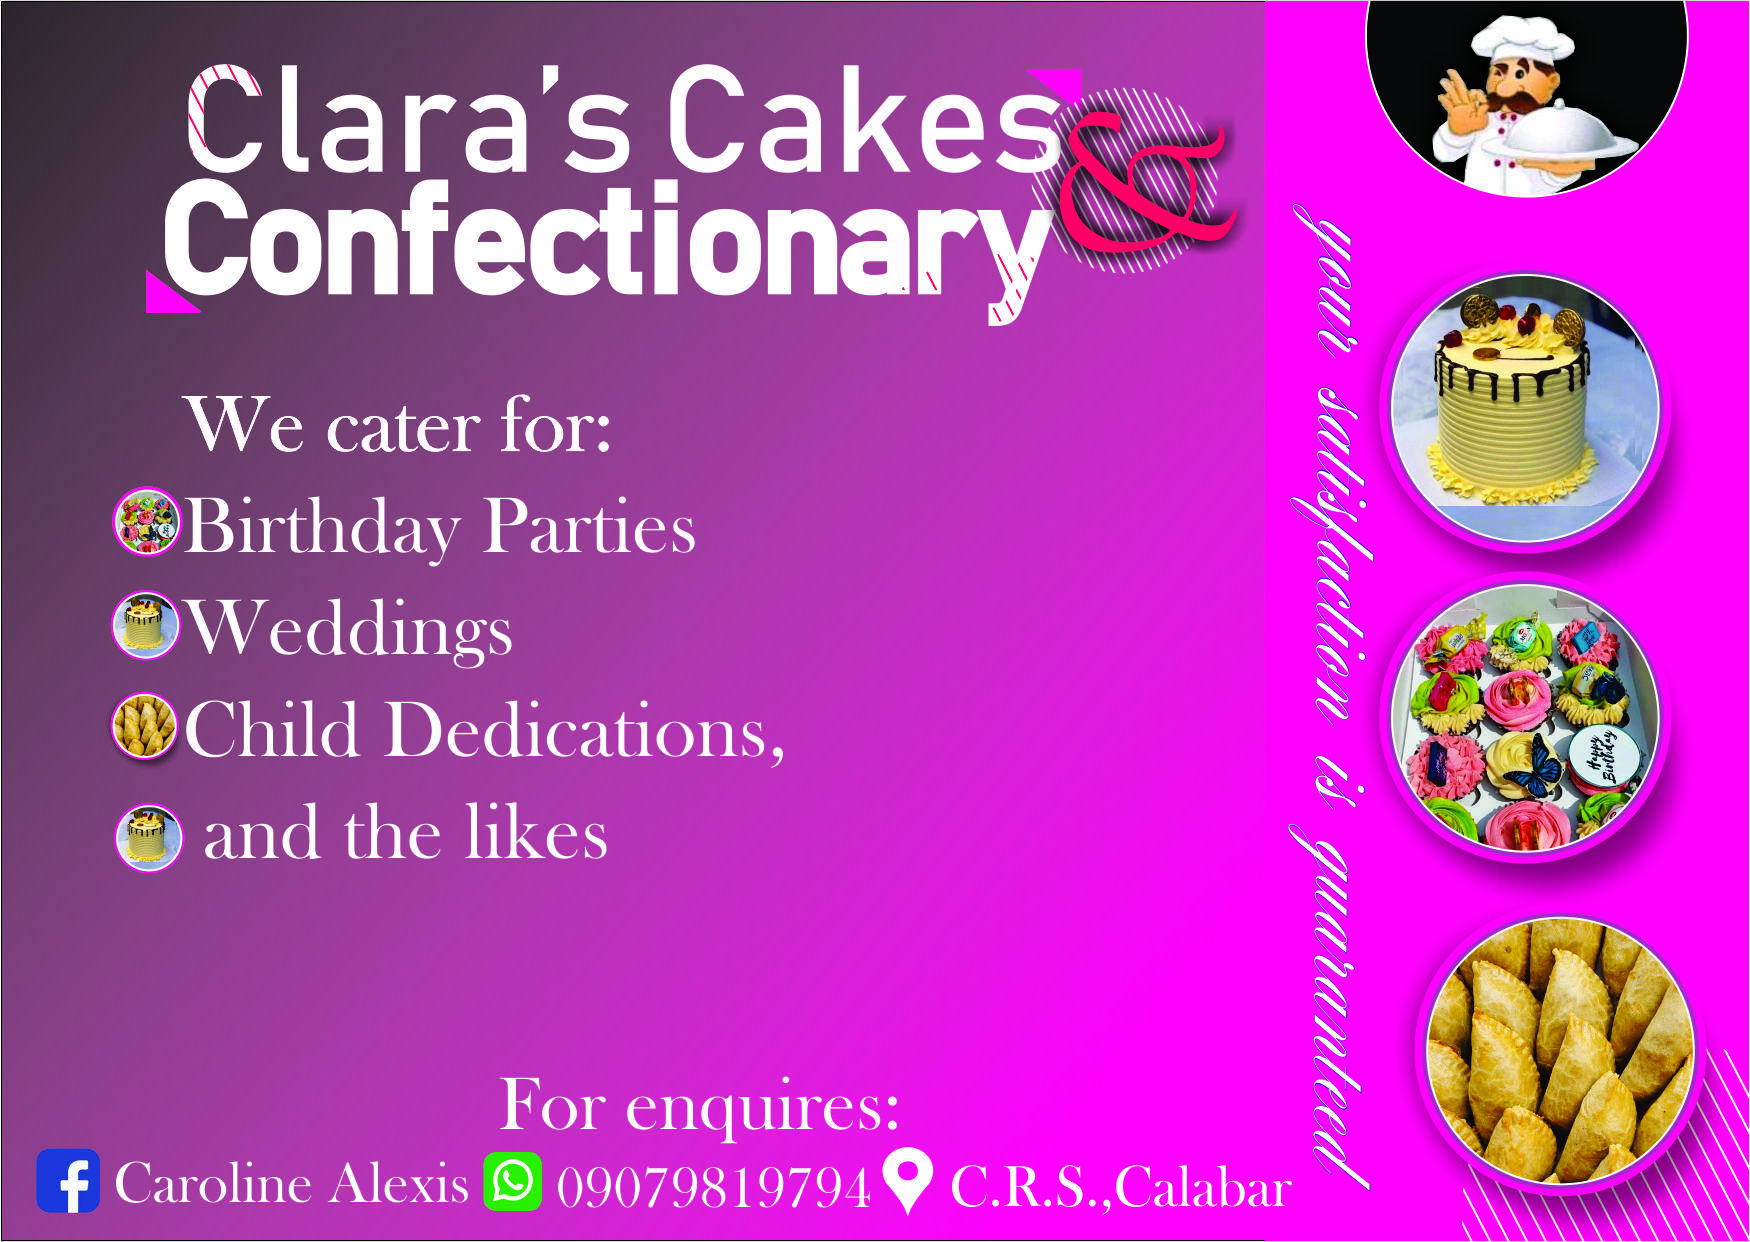 Clara's Cakes
&
Confectionary
We cater for:
Birthday Parties
Weddings
Child Dedications,
and the likes
your satisfaction is guaranteed
Happy
Birthday
For enquires:
Caroline Alexis 09079819794 C.R.S.,Calabar